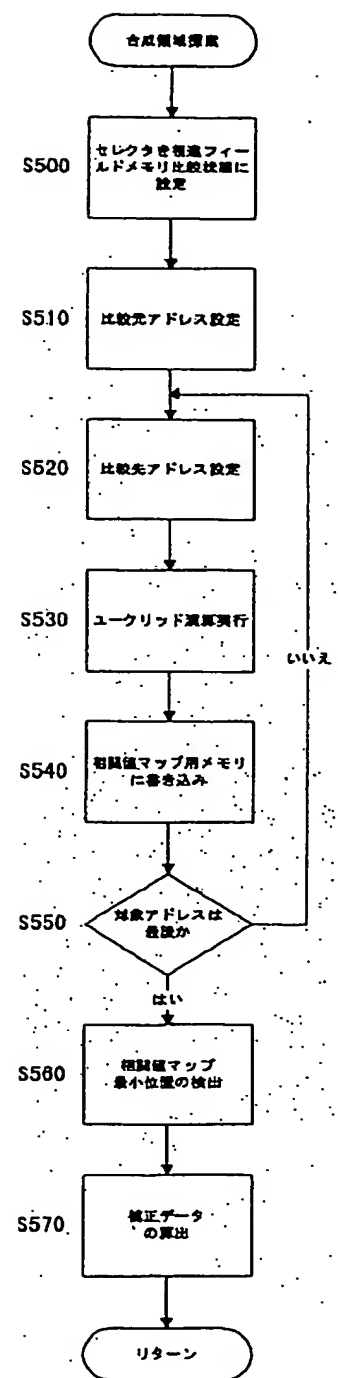 合成領域探索
S500
セレクタを相違フィー
ルドメモリ比較状態に
設定
S510
比較元アドレス設定
S520
比較先アドレス設定
S530
ユークリッド演算実行
いいえ
S540
相関値マップ用メモリ
に書き込み
S550
対象アドレスは
最終か
はい
S560
相関値マップ
最小位置の検出
S570
補正データ
の算出
リターン